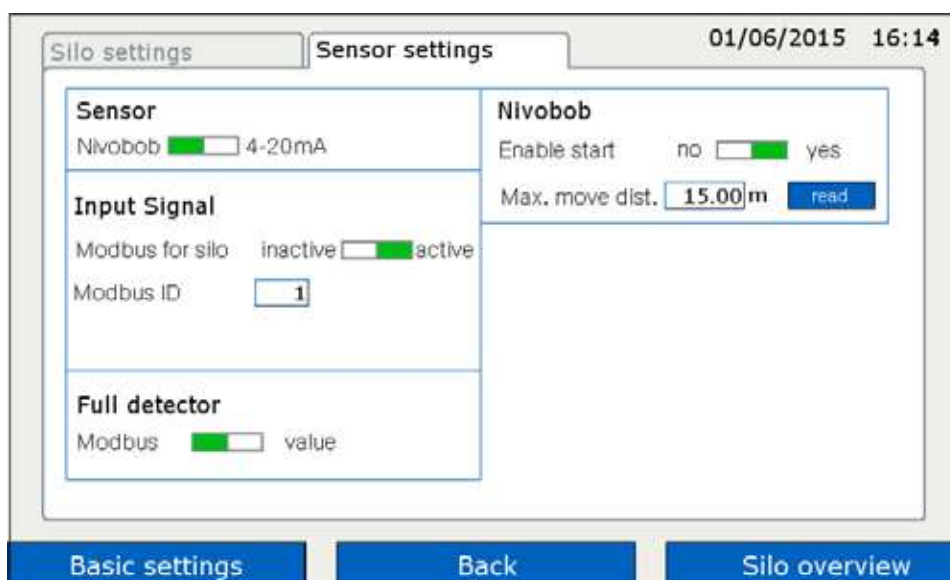 01/06/2015 16:14
Silo settings Sensor settings
Sensor
Nivobob 4-20mA
Input Signal
Modbus for silo inactive active
Modbus ID 1
Full detector
Modbus value
Nivobob
Enable start no yes
Max. move dist. 15.00 m read
Basic settings Back Silo overview